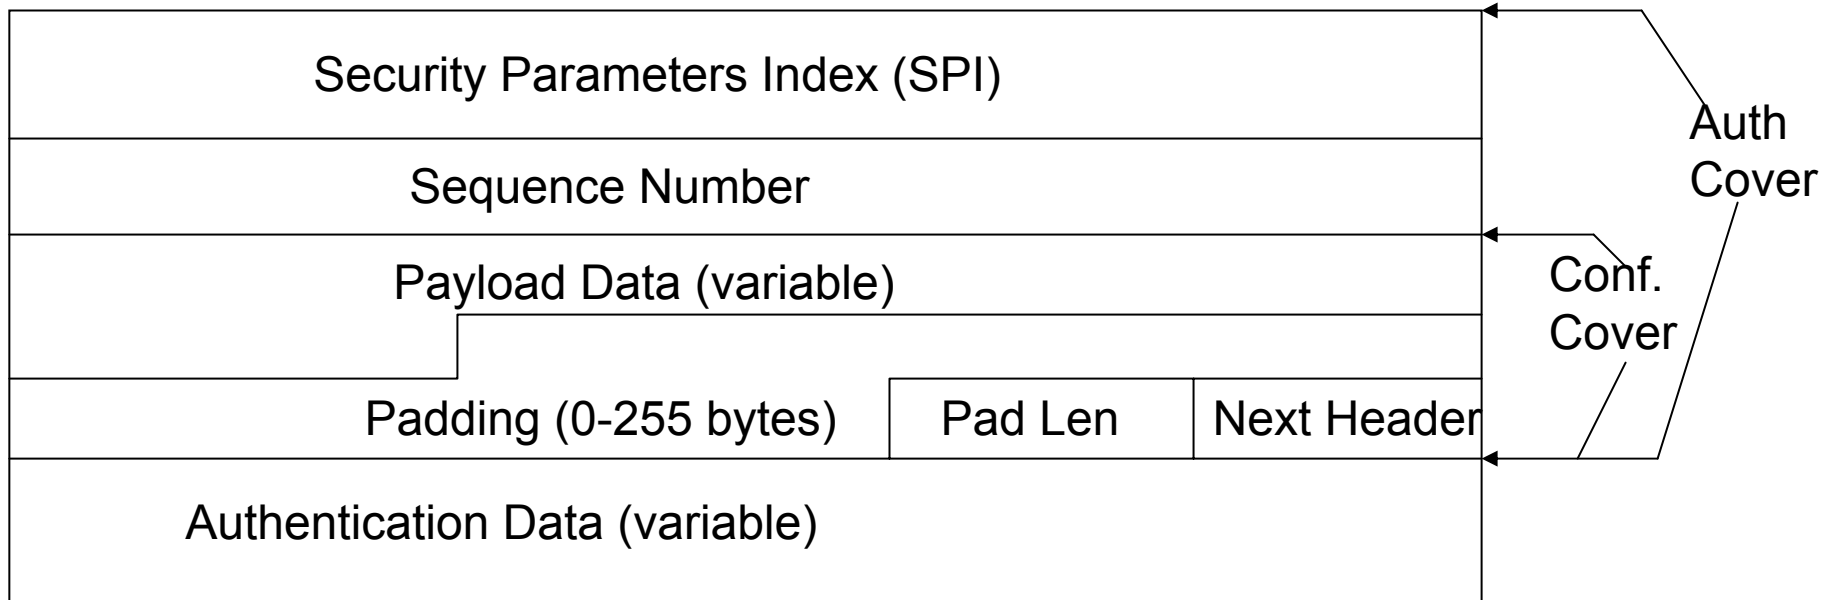 Security Parameters Index (SPI)
Auth
Cover
Sequence Number
Payload Data (variable)
Conf.
Cover
Padding (0-255 bytes)
Pad Len
Next Header
Authentication Data (variable)